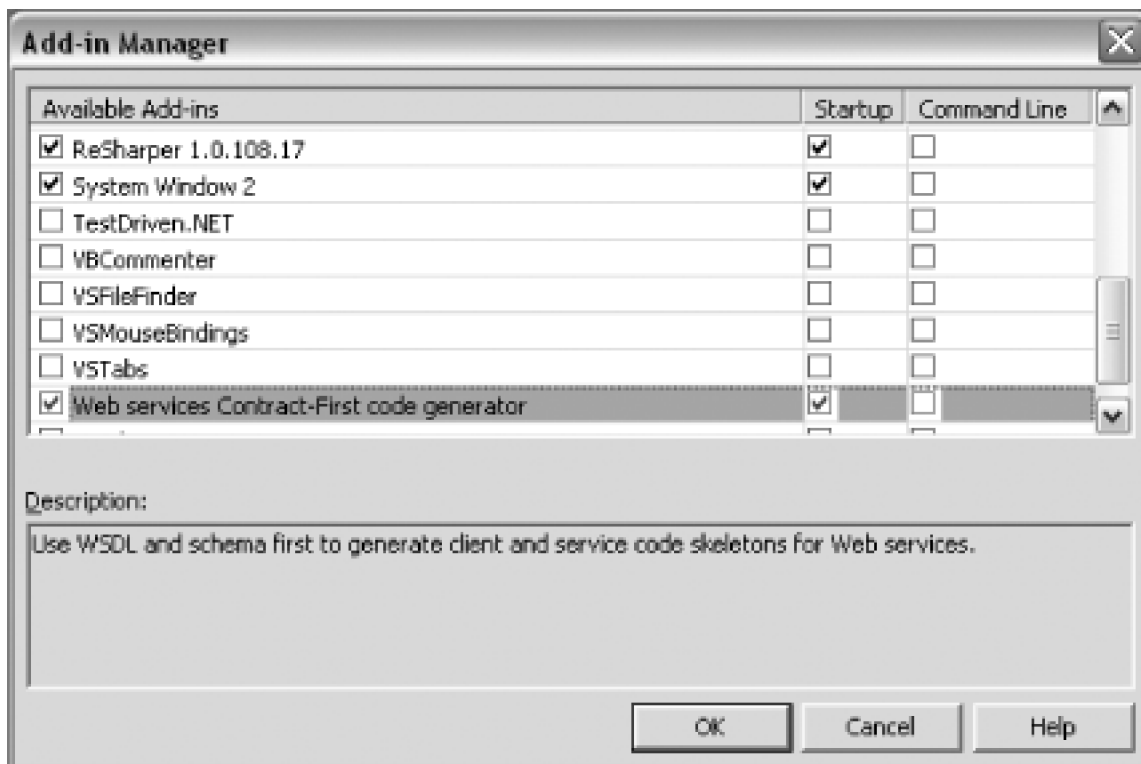 Add-in Manager
Available Add-ins Startup Command Line
ReSharper 1.0.108.17
System Window 2
TestDriven.NET
VBCommenter
VSFileFinder
VSMouseBindings
VSTabs
Web services Contract-First code generator
Description:
Use WSDL and schema first to generate client and service code skeletons for Web services.
OK Cancel Help